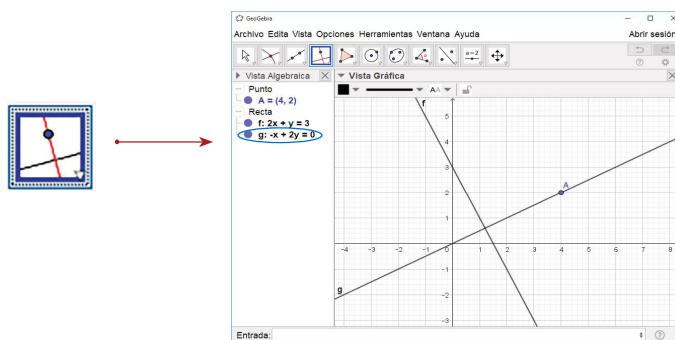 GeoGebra
Archivo Edita Vista Opciones Herramientas Ventana Ayuda Abrir sesión
a=2
Vista Algebraica
Vista Gráfica
Punto
A = (4, 2)
Recta
f: 2x + y = 3
g: -x + 2y = 0
AA
f
5
4
3
2
A
1
-4 -3 -2 -1 0 1 2 3 4 5 6 7 8
-1
g
-2
-3
Entrada: